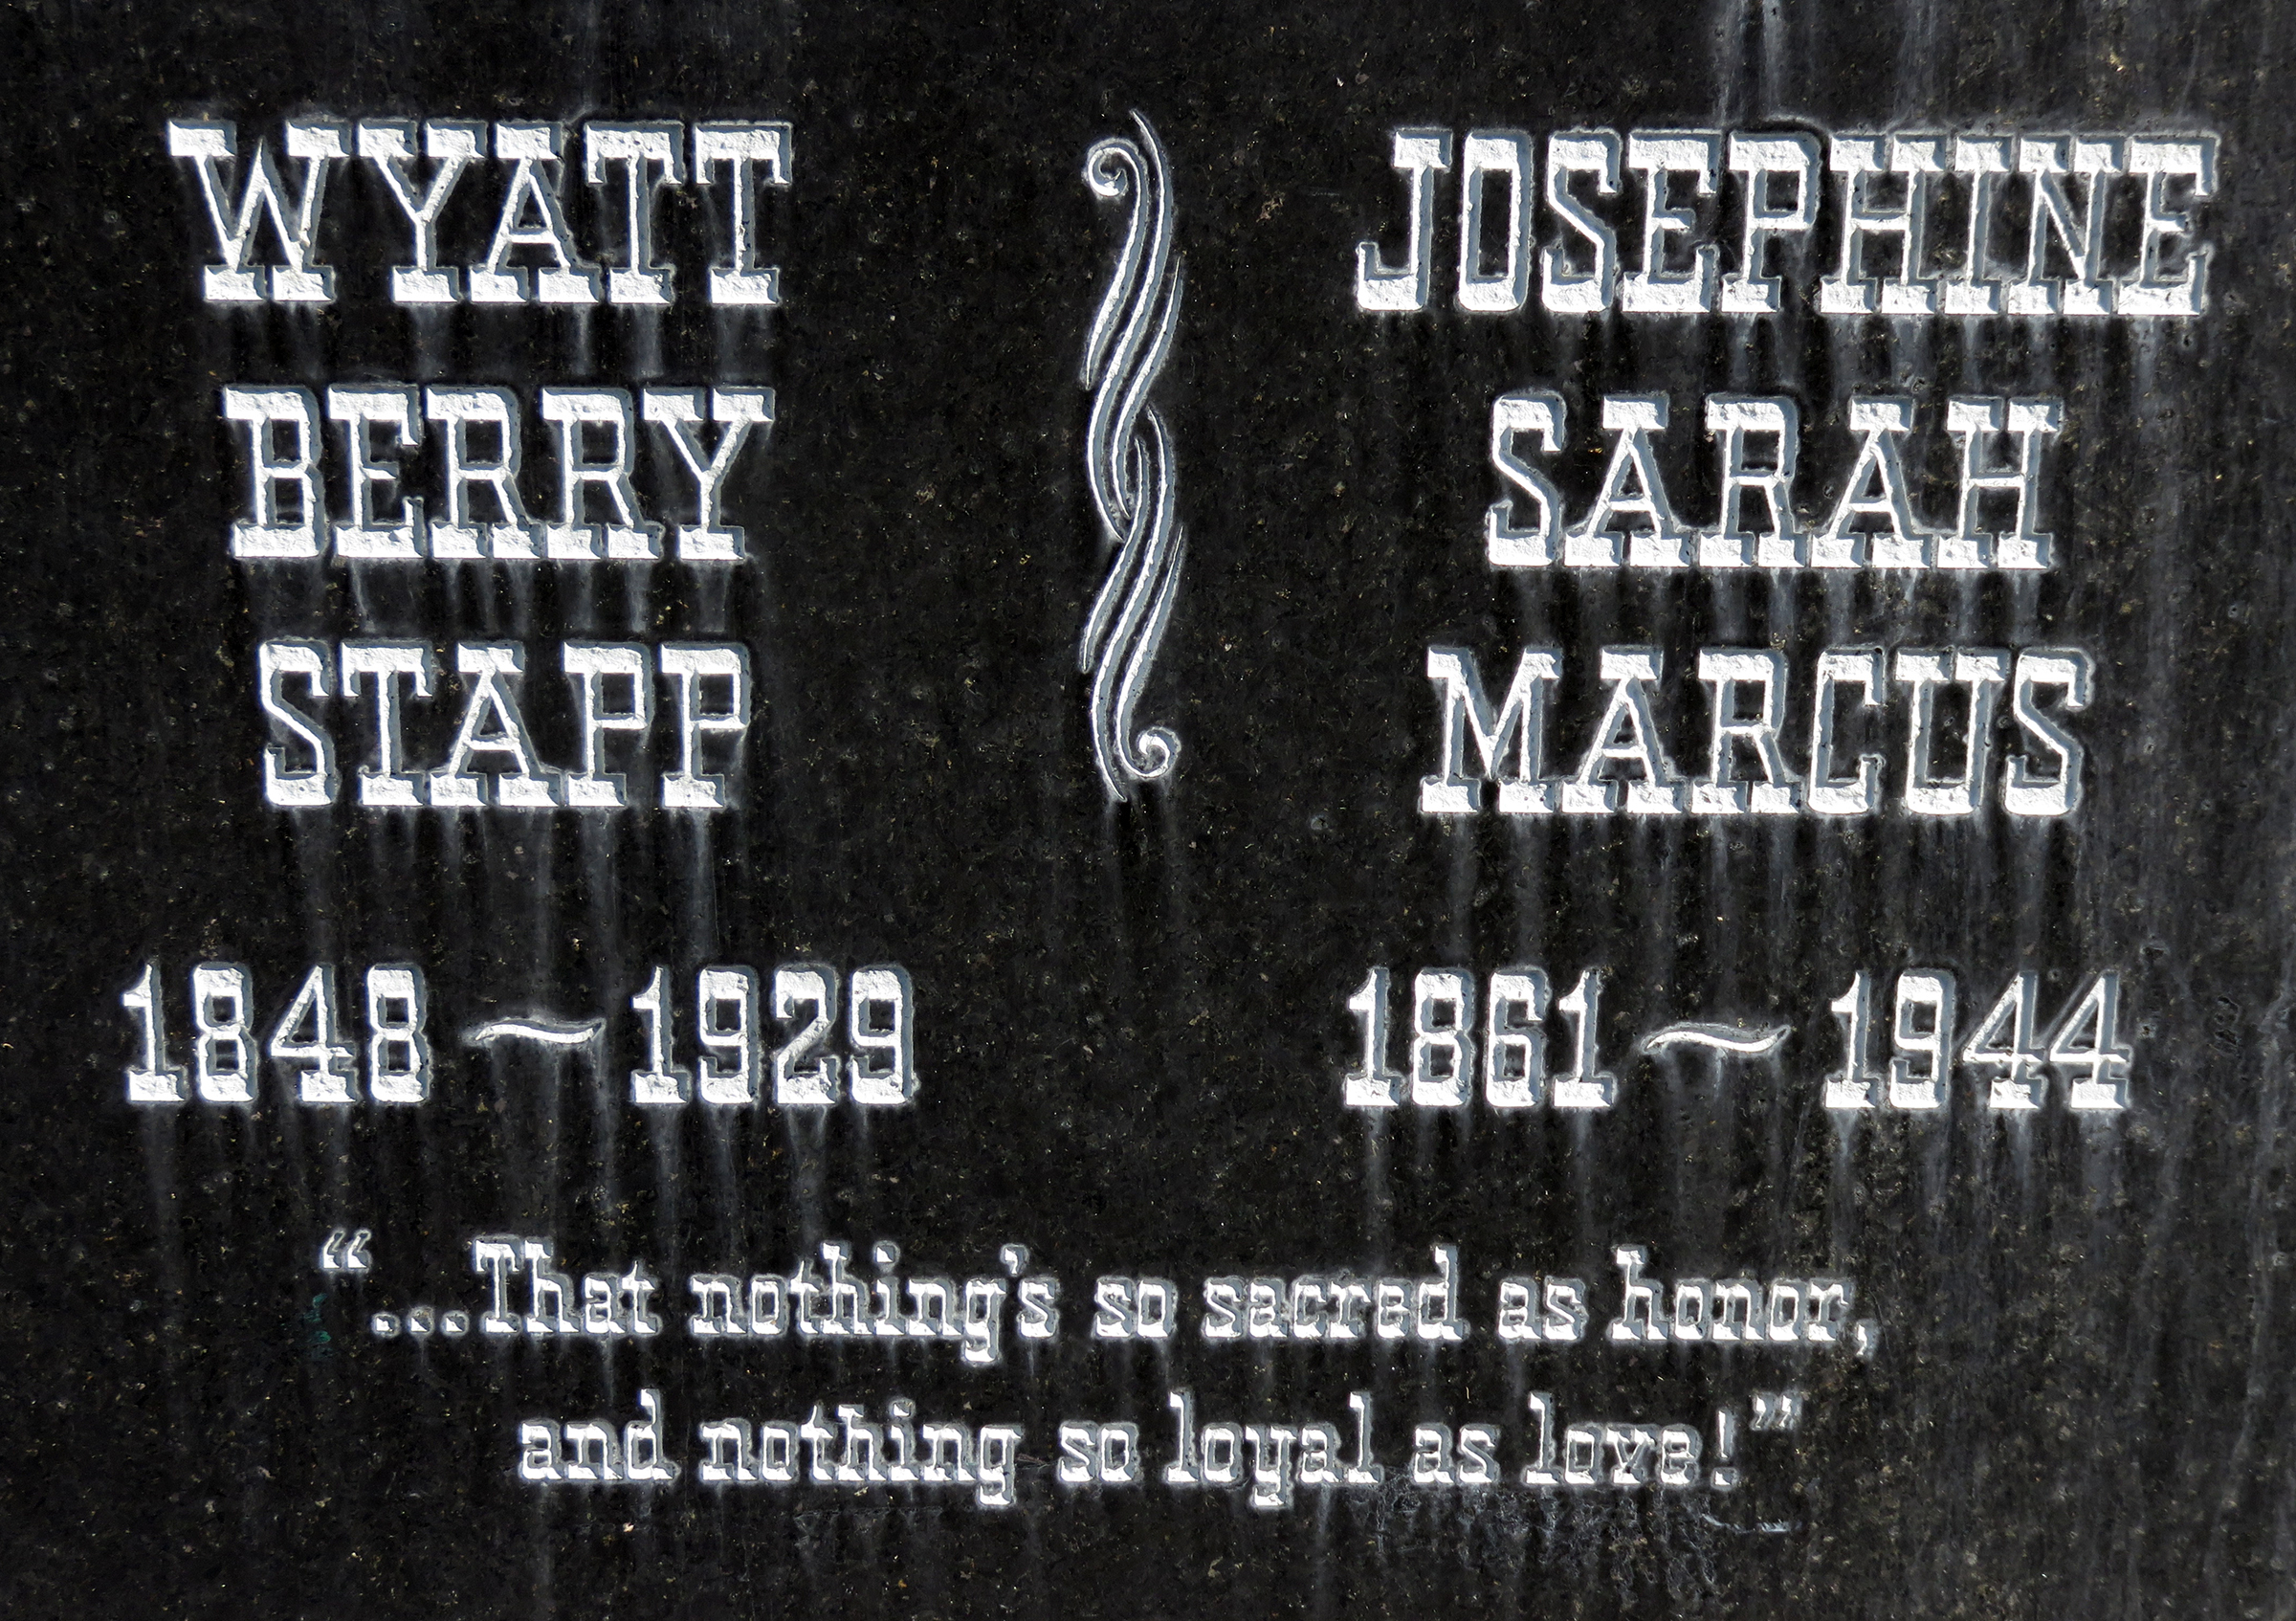 WYATT
BERRY
STAPP
1848 ~ 1929
JOSEPHINE
SARAH
MARCUS
1861 ~ 1944
“...That nothing's so sacred as honor,
and nothing so loyal as love!”